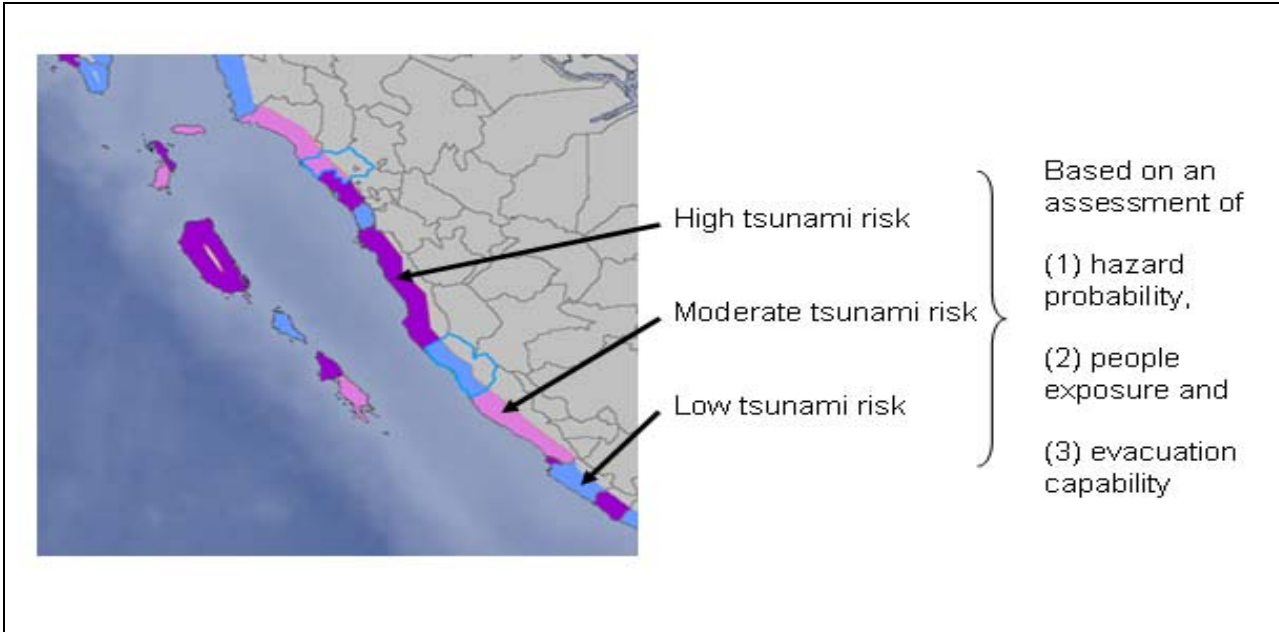 High tsunami risk
Moderate tsunami risk
Low tsunami risk
Based on an
assessment of
(1) hazard
probability,
(2) people
exposure and
(3) evacuation
capability